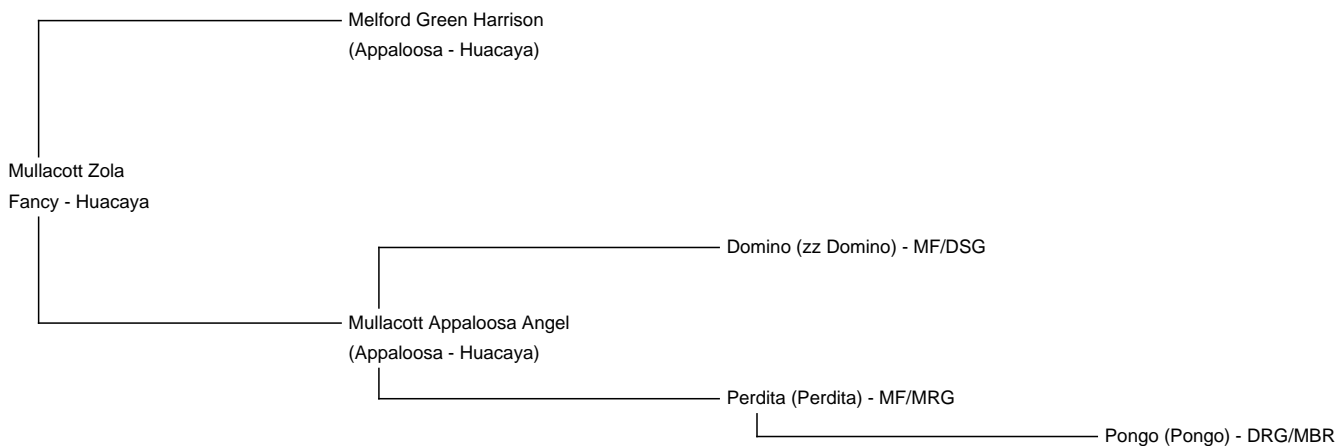 Melford Green Harrison
(Appaloosa - Huacaya)
Mullacott Zola
Fancy - Huacaya
Domino (zz Domino) - MF/DSG
Mullacott Appaloosa Angel
(Appaloosa - Huacaya)
Perdita (Perdita) - MF/MRG
Pongo (Pongo) - DRG/MBR